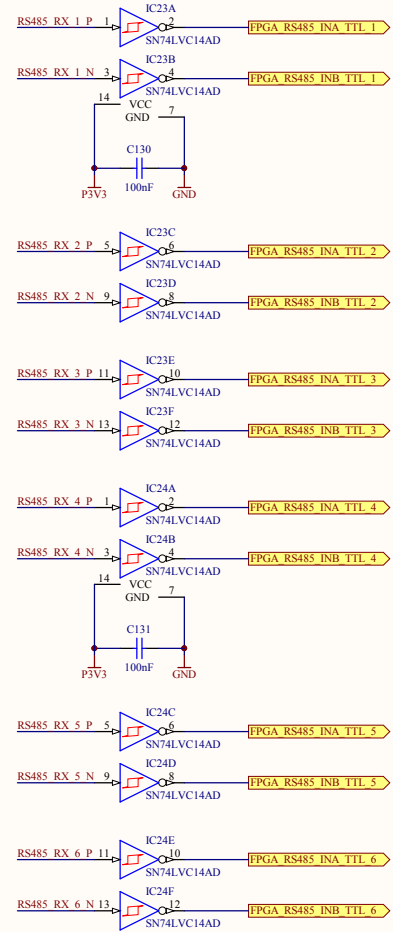 IC23A
RS485_RX_1_P 1 2 FPGA_RS485_INA_TTL_1
SN74LVC14AD
IC23B
RS485_RX_1_N 3 4 FPGA_RS485_INB_TTL_1
SN74LVC14AD
14 VCC
GND 7
C130
100nF
P3V3 GND
IC23C
RS485_RX_2_P 5 6 FPGA_RS485_INA_TTL_2
SN74LVC14AD
IC23D
RS485_RX_2_N 9 8 FPGA_RS485_INB_TTL_2
SN74LVC14AD
IC23E
RS485_RX_3_P 11 10 FPGA_RS485_INA_TTL_3
SN74LVC14AD
IC23F
RS485_RX_3_N 13 12 FPGA_RS485_INB_TTL_3
SN74LVC14AD
IC24A
RS485_RX_4_P 1 2 FPGA_RS485_INA_TTL_4
SN74LVC14AD
IC24B
RS485_RX_4_N 3 4 FPGA_RS485_INB_TTL_4
SN74LVC14AD
14 VCC
GND 7
C131
100nF
P3V3 GND
IC24C
RS485_RX_5_P 5 6 FPGA_RS485_INA_TTL_5
SN74LVC14AD
IC24D
RS485_RX_5_N 9 8 FPGA_RS485_INB_TTL_5
SN74LVC14AD
IC24E
RS485_RX_6_P 11 10 FPGA_RS485_INA_TTL_6
SN74LVC14AD
IC24F
RS485_RX_6_N 13 12 FPGA_RS485_INB_TTL_6
SN74LVC14AD